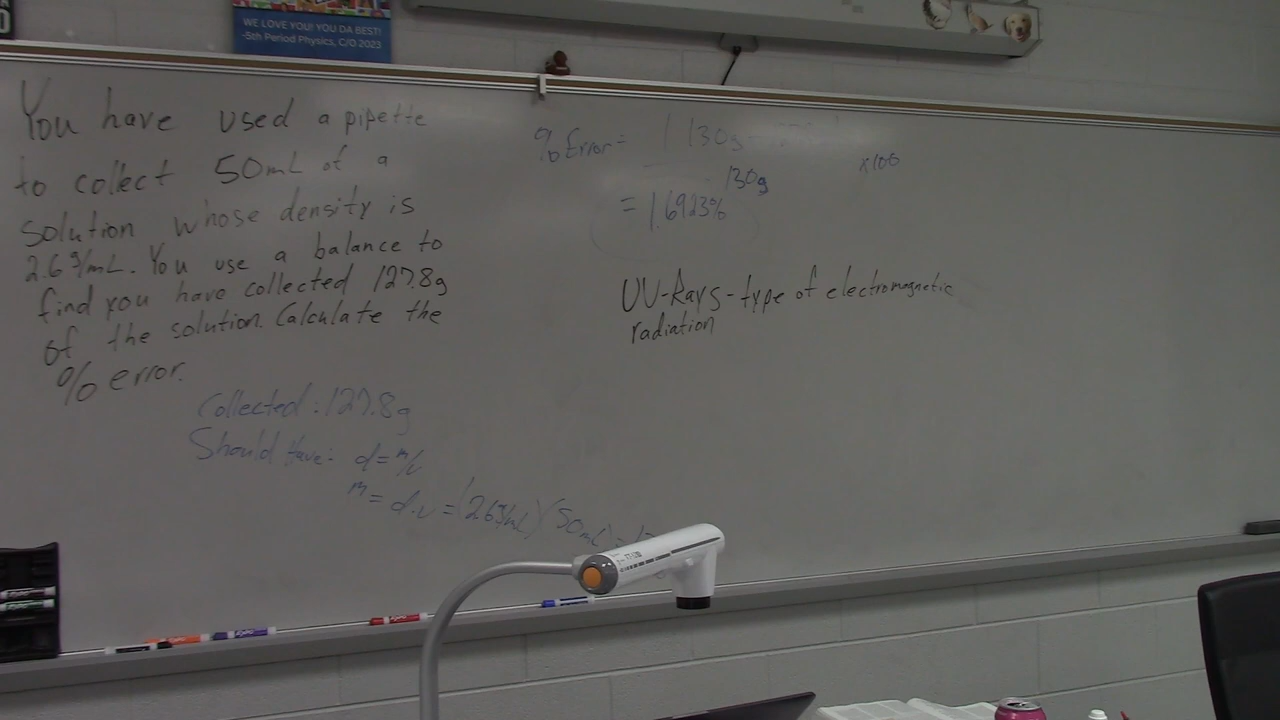 WE LOVE YOU! YOU DA BEST!
-5th Period Physics, C/O 2023
You have used a pipette
to collect 50mL of a
solution whose density is
2.6g/mL. You use a balance to
find you have collected 127.8g
of the solution. Calculate the
% error.
Collected: 127.8g
Should Have: d=m/v
m=d.v=(2.6g/mL)(50mL)=13
% Error= |130g-
130g
x100
= 1.6923%
UV-Rays-type of electromagnetic
radiation